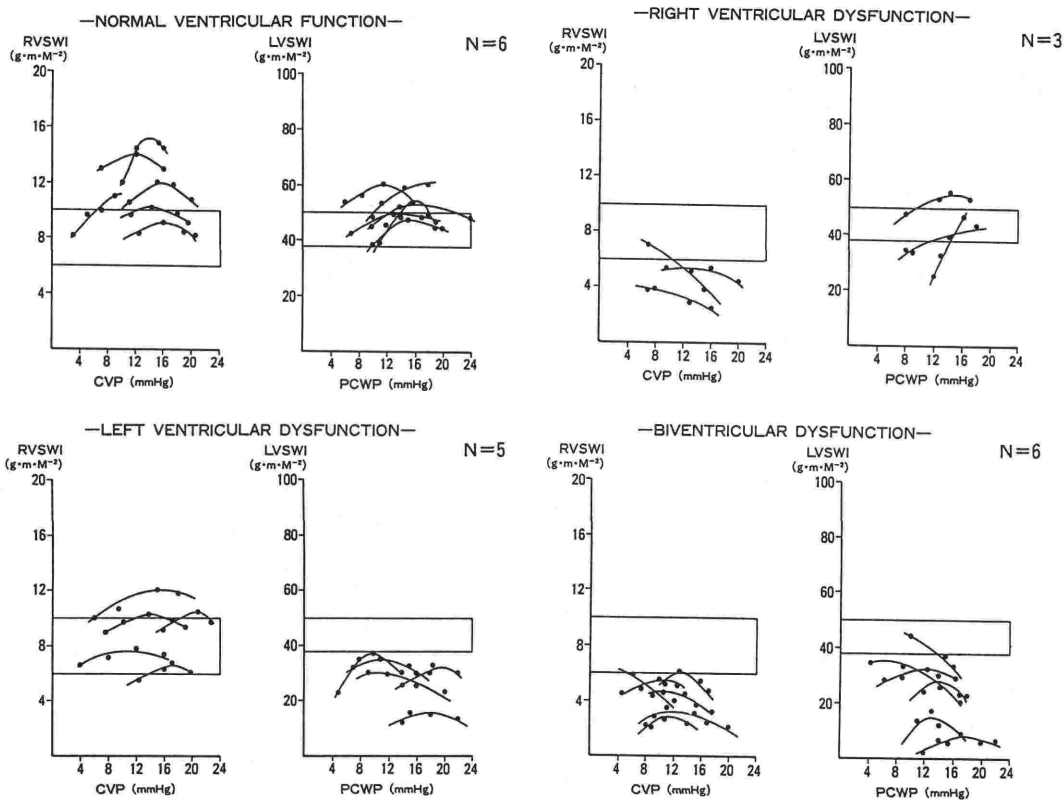 —NORMAL VENTRICULAR FUNCTION—
RVSWI
(g•m•M⁻²)
20
16
12
8
4
4 8 12 16 20 24
CVP (mmHg)
LVSWI
(g•m•M⁻²)
N=6
100
80
60
40
20
4 8 12 16 20 24
PCWP (mmHg)
—RIGHT VENTRICULAR DYSFUNCTION—
RVSWI
(g•m•M⁻²)
20
16
12
8
4
4 8 12 16 20 24
CVP (mmHg)
LVSWI
(g•m•M⁻²)
N=3
100
80
60
40
20
4 8 12 16 20 24
PCWP (mmHg)
—LEFT VENTRICULAR DYSFUNCTION—
RVSWI
(g•m•M⁻²)
20
16
12
8
4
4 8 12 16 20 24
CVP (mmHg)
LVSWI
(g•m•M⁻²)
N=5
100
80
60
40
20
4 8 12 16 20 24
PCWP (mmHg)
—BIVENTRICULAR DYSFUNCTION—
RVSWI
(g•m•M⁻²)
20
16
12
8
4
4 8 12 16 20 24
CVP (mmHg)
LVSWI
(g•m•M⁻²)
N=6
100
80
60
40
20
4 8 12 16 20 24
PCWP (mmHg)